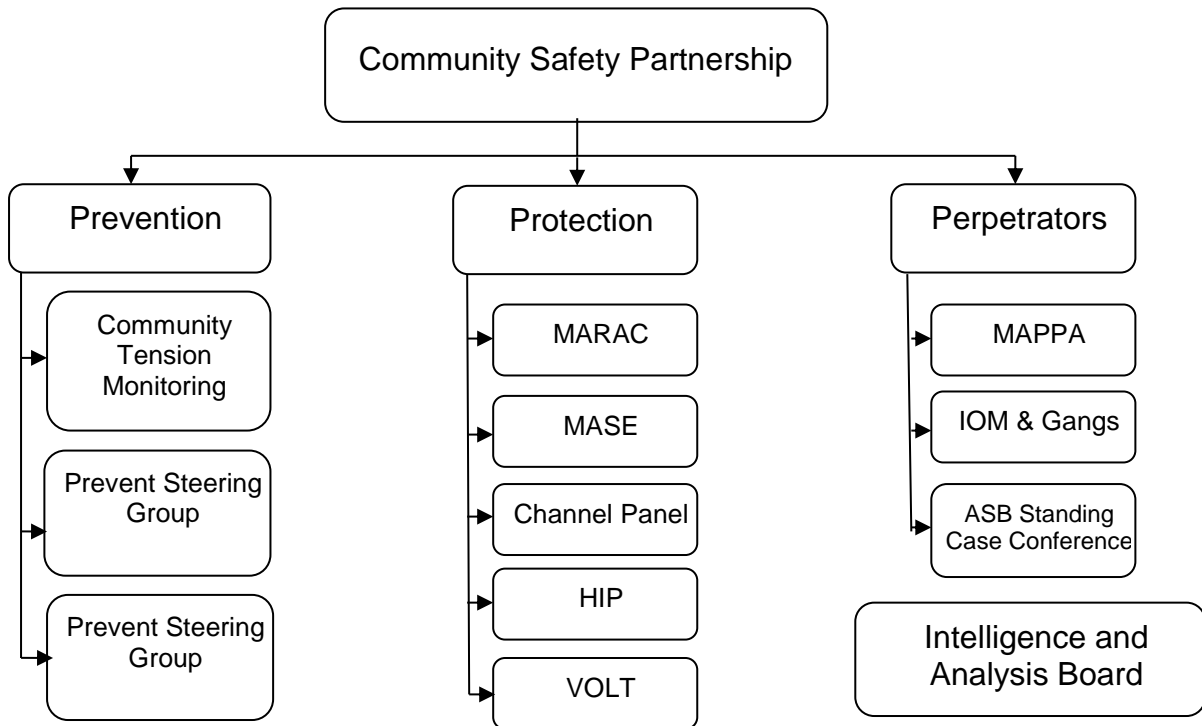 Community Safety Partnership
Prevention
Community
Tension
Monitoring
Prevent Steering
Group
Prevent Steering
Group
Protection
MARAC
MASE
Channel Panel
HIP
VOLT
Perpetrators
MAPPA
IOM & Gangs
ASB Standing
Case Conference
Intelligence and
Analysis Board